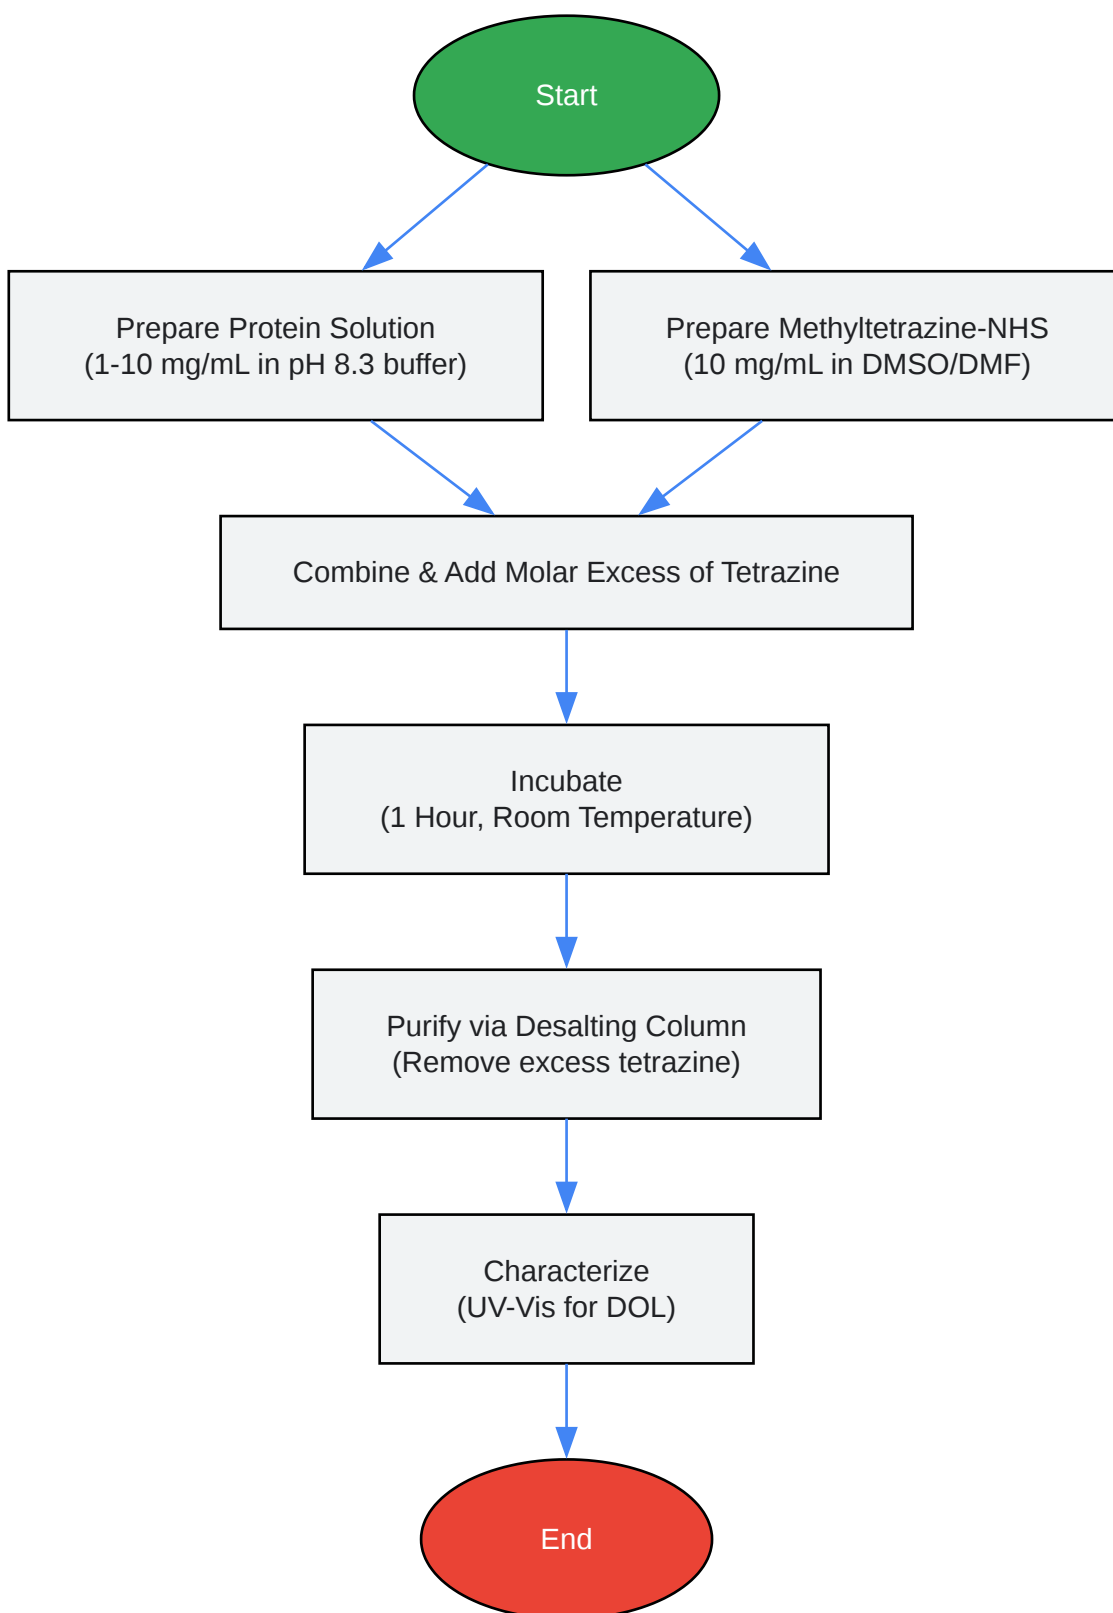 Start
Prepare Protein Solution
(1-10 mg/mL in pH 8.3 buffer)
Prepare Methyltetrazine-NHS
(10 mg/mL in DMSO/DMF)
Combine & Add Molar Excess of Tetrazine
Incubate
(1 Hour, Room Temperature)
Purify via Desalting Column
(Remove excess tetrazine)
Characterize
(UV-Vis for DOL)
End